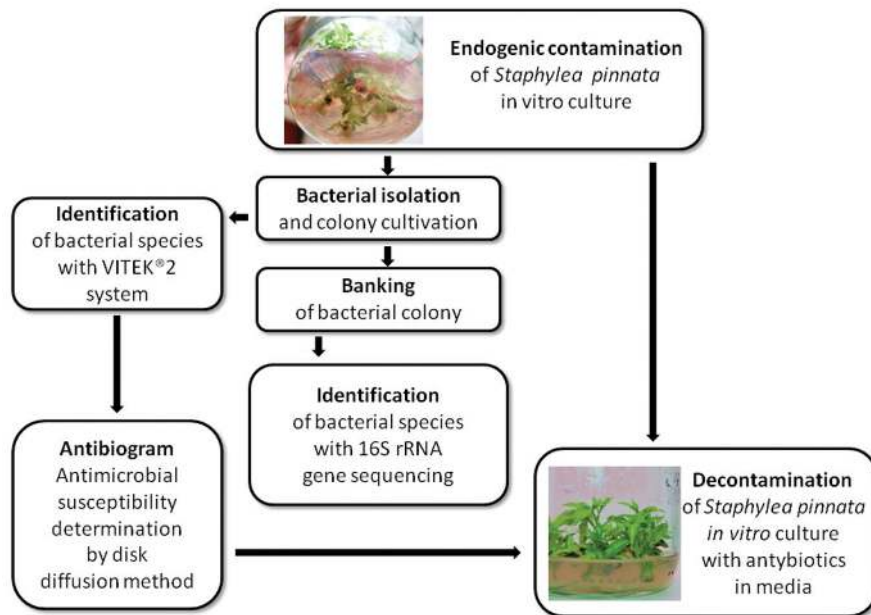 Endogenic contamination
of Staphylea pinnata
in vitro culture
Bacterial isolation
and colony cultivation
Identification
of bacterial species
with VITEK®2
system
Banking
of bacterial colony
Identification
of bacterial species
with 16S rRNA
gene sequencing
Antibiogram
Antimicrobial
susceptibility
determination
by disk
diffusion method
Decontamination
of Staphylea pinnata
in vitro culture
with antybiotics
in media